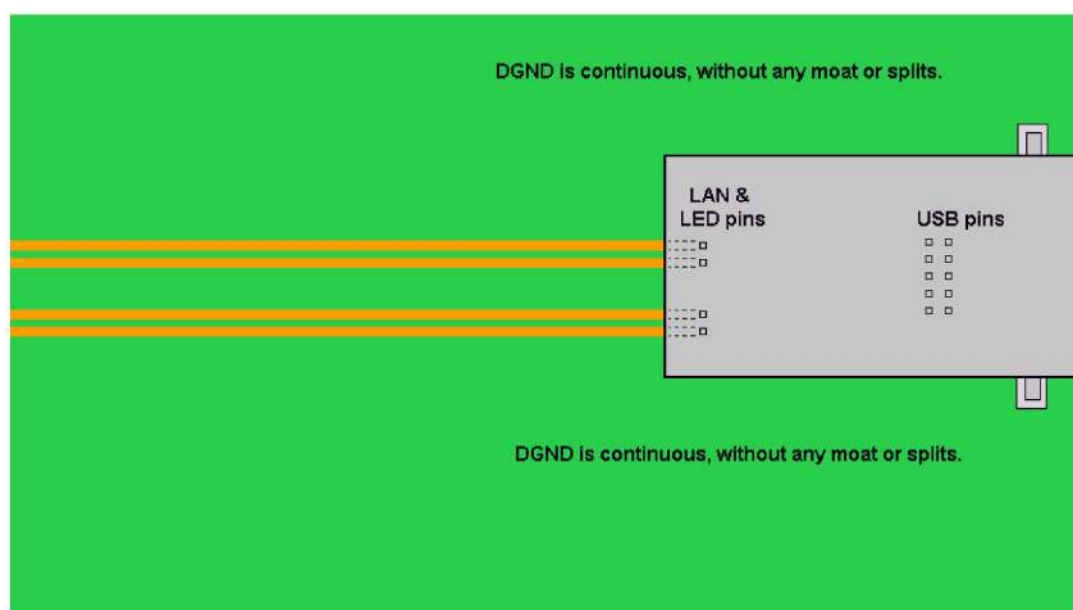 DGND is continuous, without any moat or splits.
LAN &
LED pins
USB pins
DGND is continuous, without any moat or splits.